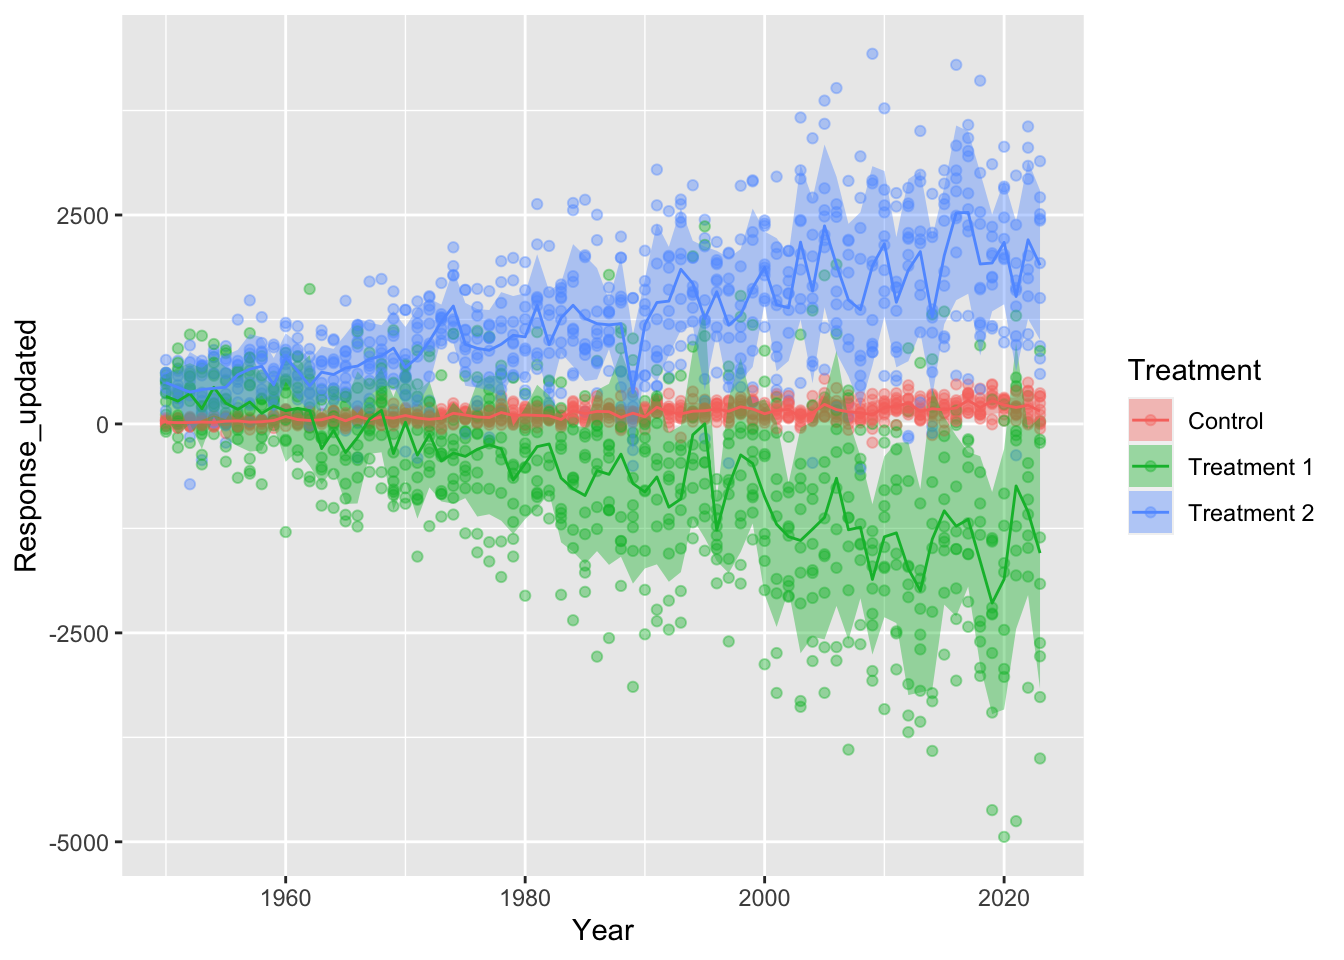 Response_updated
2500
0
-2500
-5000
1960
1980
2000
2020
Year
Treatment
Control
Treatment 1
Treatment 2